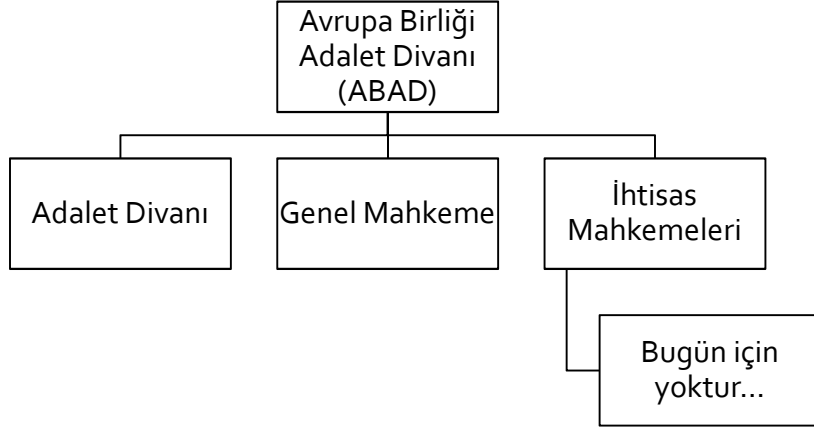 Avrupa Birliği
Adalet Divanı
(ABAD)
Adalet Divanı
Genel Mahkeme
İhtisas
Mahkemeleri
Bugün için
yoktur...